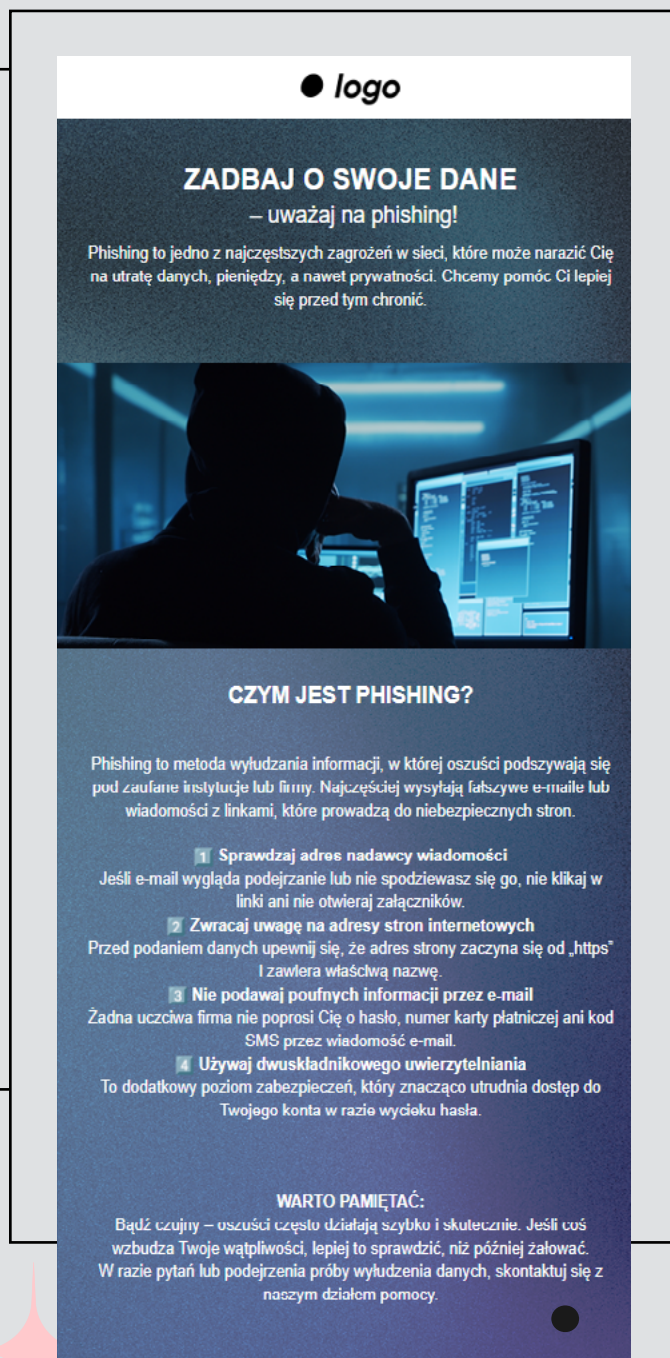 logo
ZADBAJ O SWOJE DANE
– uważaj na phishing!
Phishing to jedno z najczęstszych zagrożeń w sieci, które może narazić Cię
na utratę danych, pieniędzy, a nawet prywatności. Chcemy pomóc Ci lepiej
się przed tym chronić.
CZYM JEST PHISHING?
Phishing to metoda wyłudzania informacji, w której oszuści podszywają się
pod zaufane instytucje lub firmy. Najczęściej wysyłają fałszywe e-maile lub
wiadomości z linkami, które prowadzą do niebezpiecznych stron.
1 Sprawdzaj adres nadawcy wiadomości
Jeśli e-mail wygląda podejrzanie lub nie spodziewasz się go, nie klikaj w
linki ani nie otwieraj załączników.
2 Zwracaj uwagę na adresy stron internetowych
Przed podaniem danych upewnij się, że adres strony zaczyna się od „https”
i zawiera właściwą nazwę.
3 Nie podawaj poufnych informacji przez e-mail
Żadna uczciwa firma nie poprosi Cię o hasło, numer karty płatniczej ani kod
SMS przez wiadomość e-mail.
4 Używaj dwuskładnikowego uwierzytelniania
To dodatkowy poziom zabezpieczeń, który znacząco utrudnia dostęp do
Twojego konta w razie wycieku hasła.
WARTO PAMIĘTAĆ:
Bądź czujny – oszuści często działają szybko i skutecznie. Jeśli coś
wzbudza Twoje wątpliwości, lepiej to sprawdzić, niż później żałować.
W razie pytań lub podejrzenia próby wyłudzenia danych, skontaktuj się z
naszym działem pomocy.